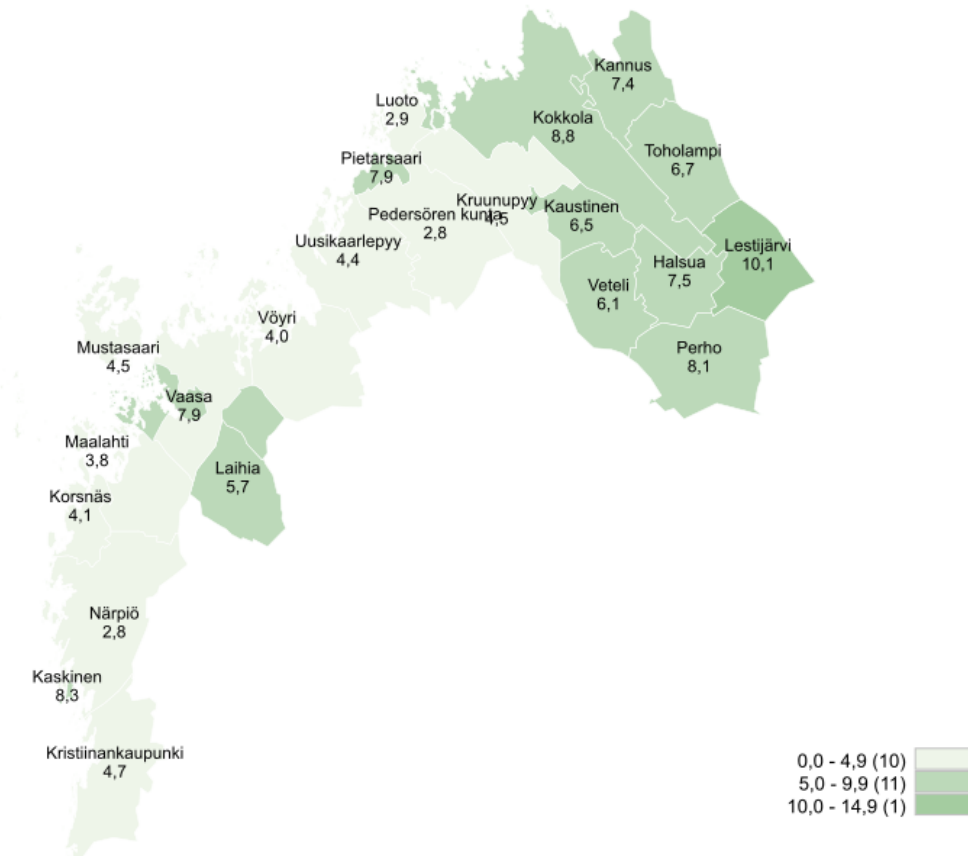 Kannus
7,4
Luoto
2,9
Kokkola
8,8
Toholampi
6,7
Pietarsaari
7,9
Kruunupyy
4,5
Kaustinen
6,5
Pedersören kunta
2,8
Uusikaarlepyy
4,4
Lestijärvi
10,1
Halsua
7,5
Veteli
6,1
Vöyri
4,0
Mustasaari
4,5
Perho
8,1
Vaasa
7,9
Maalahti
3,8
Laihia
5,7
Korsnäs
4,1
Närpiö
2,8
Kaskinen
8,3
Kristiinankaupunki
4,7
0,0 - 4,9 (10)
5,0 - 9,9 (11)
10,0 - 14,9 (1)